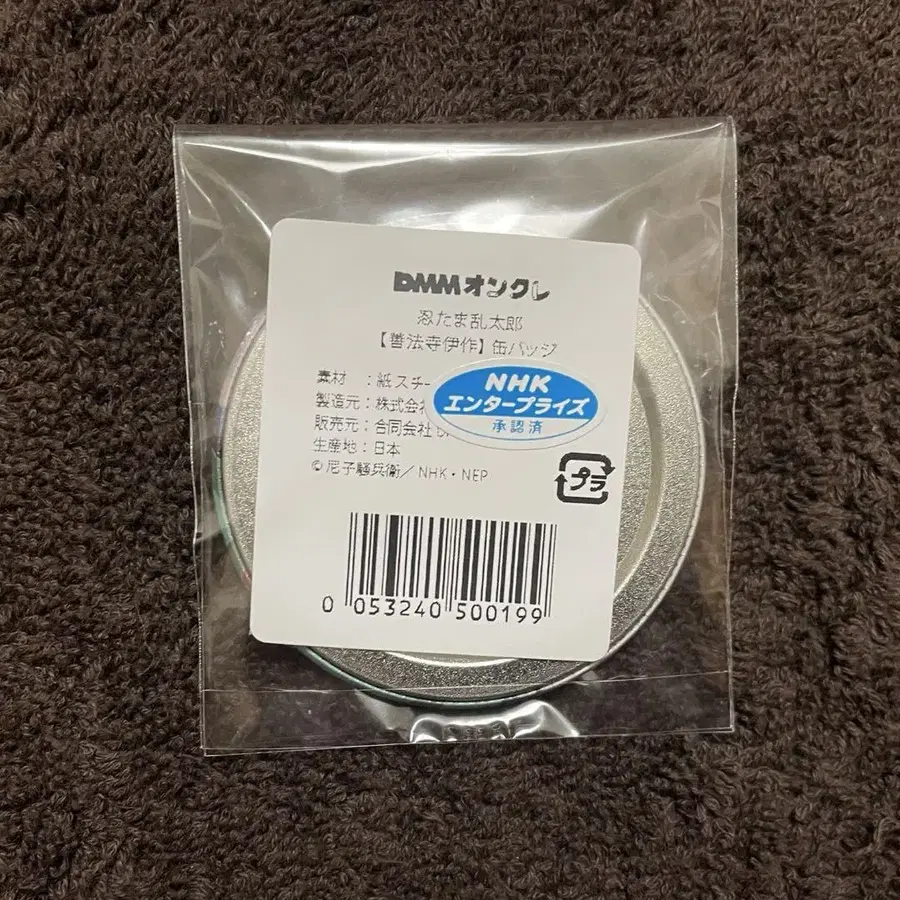 DMMオンクレ
忍たま乱太郎
【善法寺伊作】缶バッジ
素材 ：紙スチー
製造元：株式会社
販売元：合同会社
生産地：日本
©尼子騒兵衛／NHK・NEP
NHK
エンタープライズ
承認済
プラ
0 053240 500199